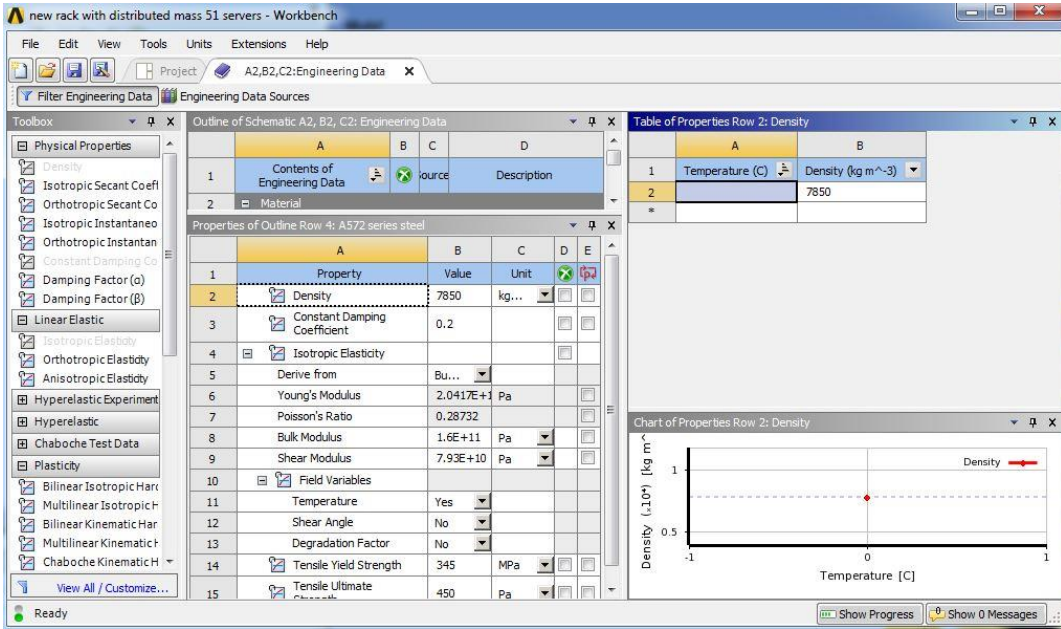 new rack with distributed mass 51 servers - Workbench
File Edit View Tools Units Extensions Help
Project A2,B2,C2:Engineering Data
Filter Engineering Data Engineering Data Sources
Toolbox
Physical Properties
Density
Isotropic Secant Coeff
Orthotropic Secant Co
Isotropic Instantaneo
Orthotropic Instantan
Constant Damping Co
Damping Factor (α)
Damping Factor (β)
Linear Elastic
Isotropic Elasticity
Orthotropic Elasticity
Anisotropic Elasticity
Hyperelastic Experiment
Hyperelastic
Chaboche Test Data
Plasticity
Bilinear Isotropic Hard
Multilinear Isotropic H
Bilinear Kinematic Har
Multilinear Kinematic H
Chaboche Kinematic H
View All / Customize...
Outline of Schematic A2, B2, C2: Engineering Data
A B C D
1 Contents of Engineering Data ource Description
2 Material
Properties of Outline Row 4: A572 series steel
A B C D E
1 Property Value Unit
2 Density 7850 kg...
3 Constant Damping Coefficient 0.2
4 Isotropic Elasticity
5 Derive from Bu...
6 Young's Modulus 2.0417E+1 Pa
7 Poisson's Ratio 0.28732
8 Bulk Modulus 1.6E+11 Pa
9 Shear Modulus 7.93E+10 Pa
10 Field Variables
11 Temperature Yes
12 Shear Angle No
13 Degradation Factor No
14 Tensile Yield Strength 345 MPa
15 Tensile Ultimate 450 Pa
Table of Properties Row 2: Density
A B
1 Temperature (C) Density (kg m^-3)
2 7850
*
Chart of Properties Row 2: Density
Density (x10⁴) [kg m^
1
0.5
Density
-1 0 1
Temperature [C]
Ready
Show Progress Show 0 Messages